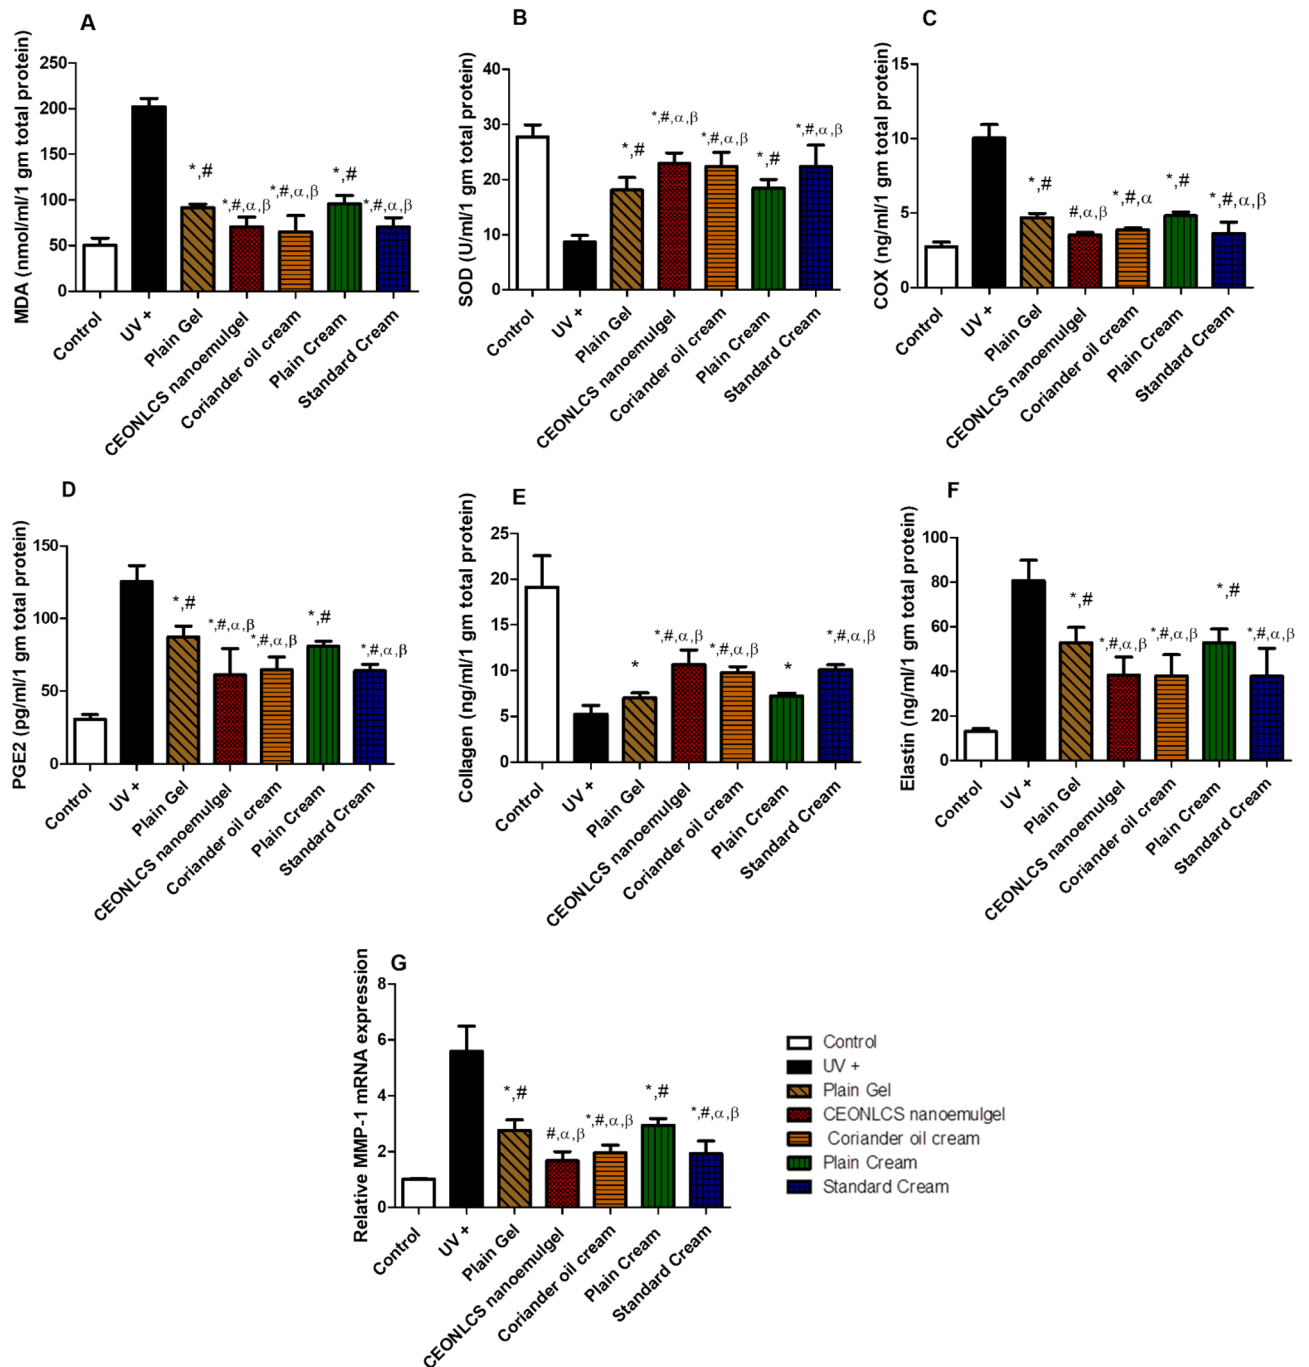 A
MDA (nmol/ml/1 gm total protein)
250
200
150
100
50
0
*,#
*,#,α,β
*,#,α,β
*,#
*,#,α,β
Control
UV +
Plain Gel
CEONLCS nanoemulgel
Coriander oil cream
Plain Cream
Standard Cream
B
SOD (U/ml/1 gm total protein)
40
30
20
10
0
*,#
*,#,α,β
*,#,α,β
*,#
*,#,α,β
Control
UV +
Plain Gel
CEONLCS nanoemulgel
Coriander oil cream
Plain Cream
Standard Cream
C
COX (ng/ml/1 gm total protein)
15
10
5
0
*,#
#,α,β
*,#,α
*,#
*,#,α,β
Control
UV +
Plain Gel
CEONLCS nanoemulgel
Coriander oil cream
Plain Cream
Standard Cream
D
PGE2 (pg/ml/1 gm total protein)
150
100
50
0
*,#
*,#,α,β
*,#,α,β
*,#
*,#,α,β
Control
UV +
Plain Gel
CEONLCS nanoemulgel
Coriander oil cream
Plain Cream
Standard Cream
E
Collagen (ng/ml/1 gm total protein)
25
20
15
10
5
0
*
*,#,α,β
*,#,α,β
*
*,#,α,β
Control
UV +
Plain Gel
CEONLCS nanoemulgel
Coriander oil cream
Plain Cream
Standard Cream
F
Elastin (ng/ml/1 gm total protein)
100
80
60
40
20
0
*,#
*,#,α,β
*,#,α,β
*,#
*,#,α,β
Control
UV +
Plain Gel
CEONLCS nanoemulgel
Coriander oil cream
Plain Cream
Standard Cream
G
Relative MMP-1 mRNA expression
8
6
4
2
0
*,#
#,α,β
*,#,α,β
*,#
*,#,α,β
Control
UV +
Plain Gel
CEONLCS nanoemulgel
Coriander oil cream
Plain Cream
Standard Cream
Control
UV +
Plain Gel
CEONLCS nanoemulgel
Coriander oil cream
Plain Cream
Standard Cream